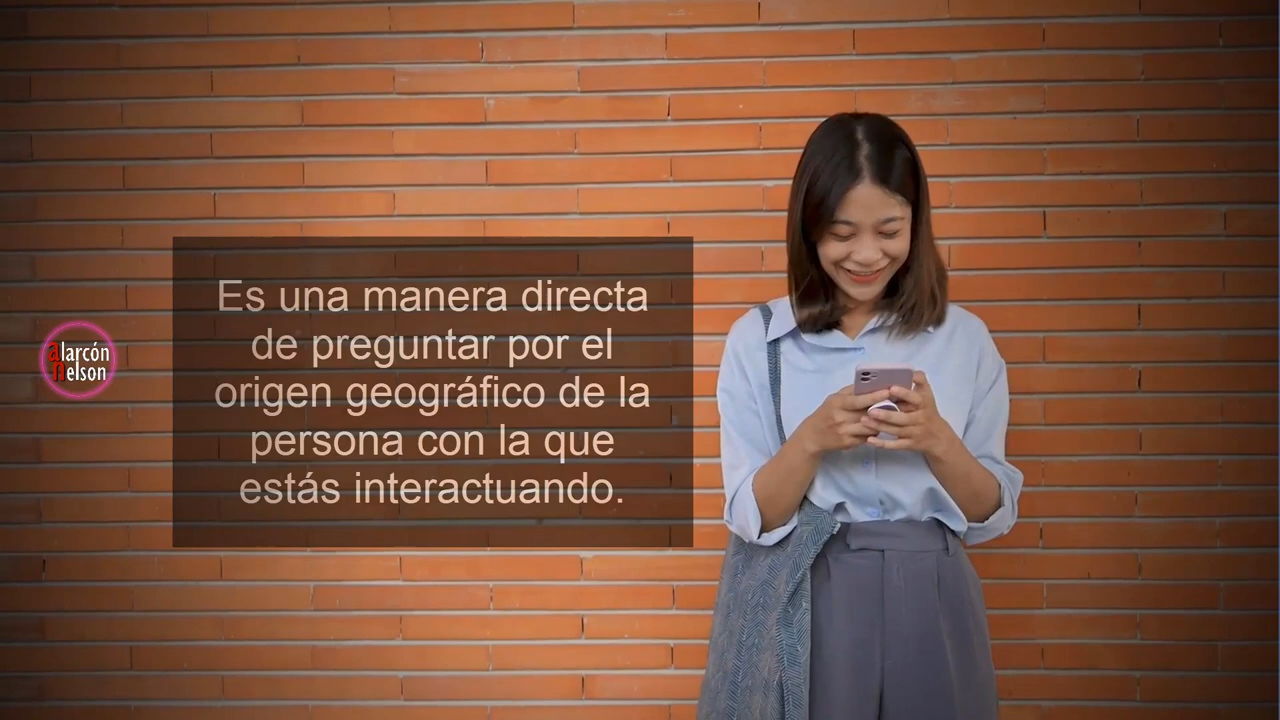 alarcón
nelson
Es una manera directa
de preguntar por el
origen geográfico de la
persona con la que
estás interactuando.